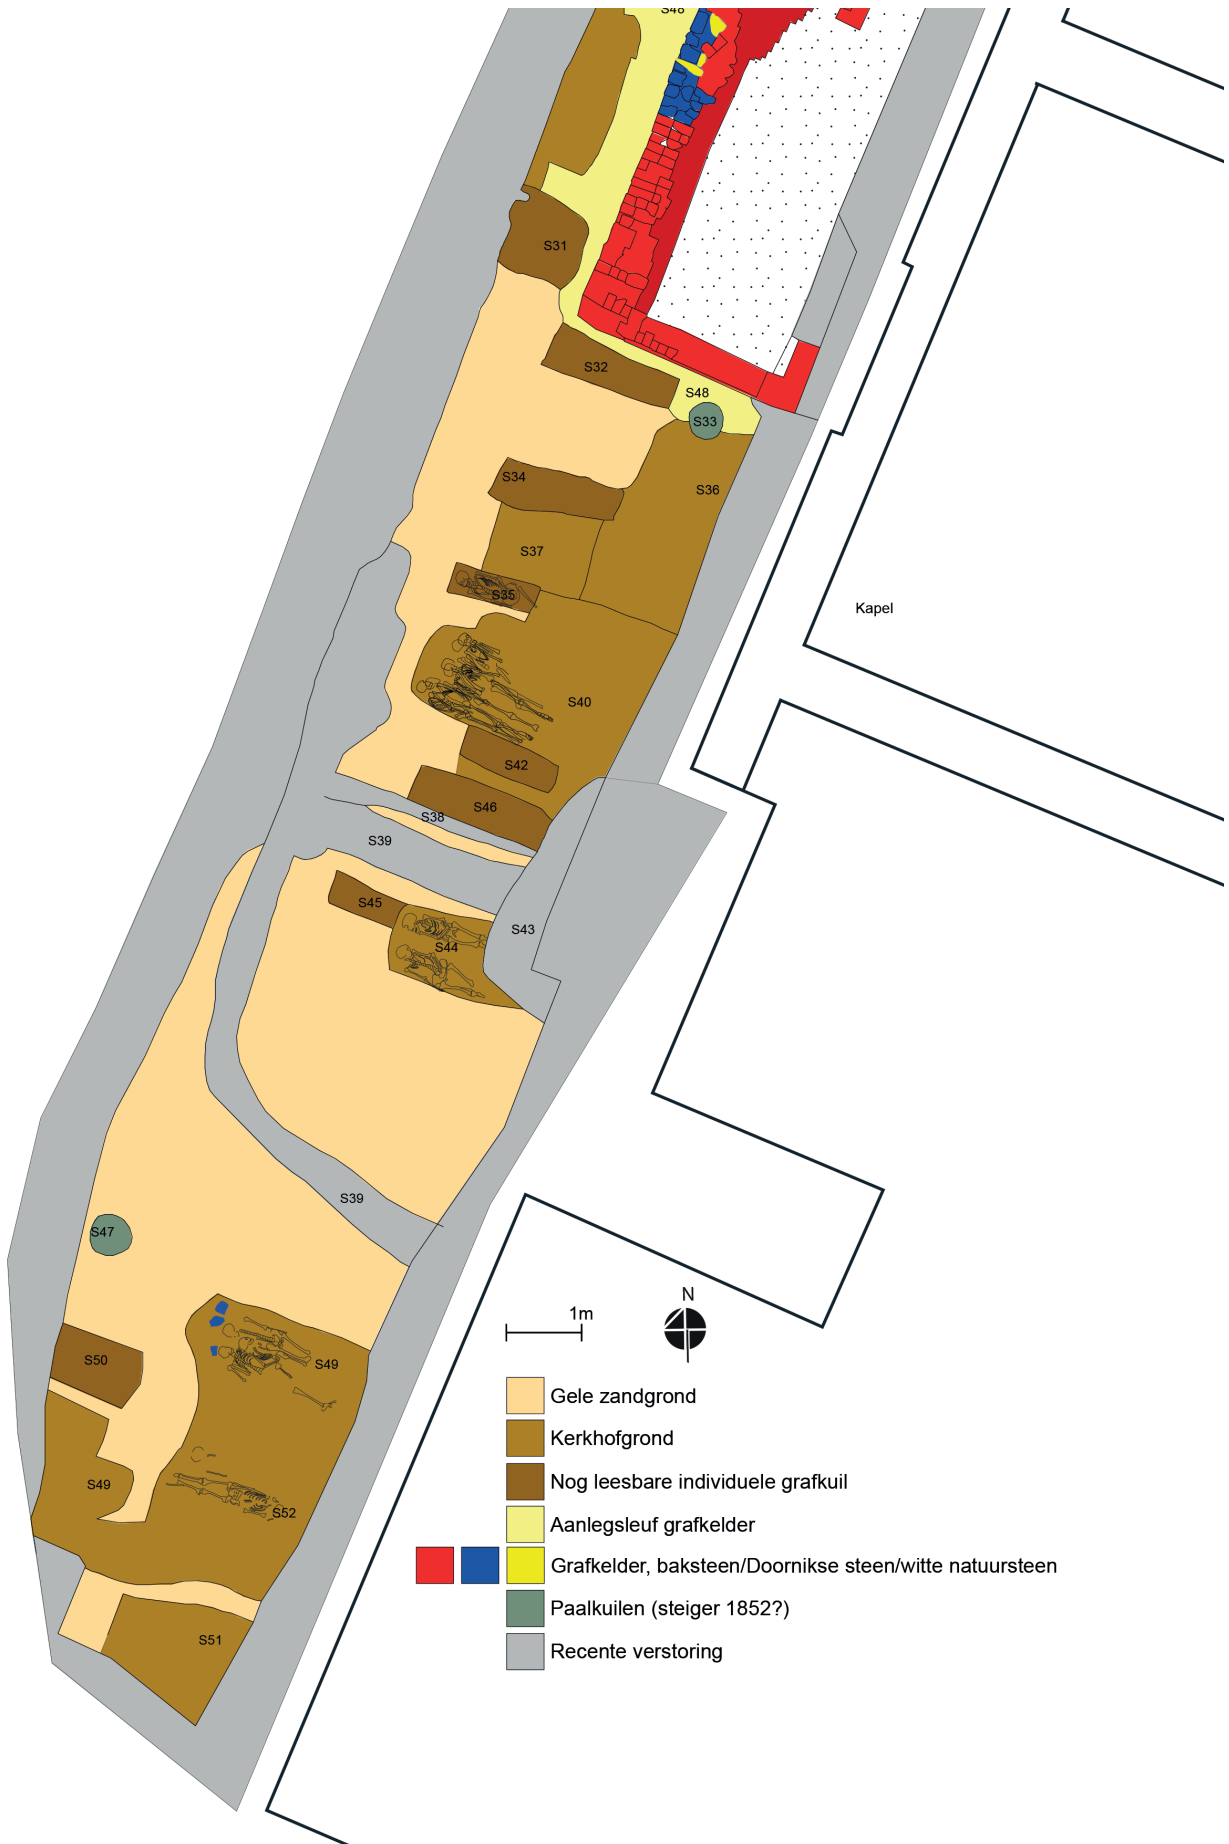 S48
S31
S32
S48
S33
S34
S36
S37
S35
Kapel
S40
S42
S46
S38
S39
S45
S43
S44
S39
S47
N
1m
S50
S49
Gele zandgrond
Kerkhofgrond
S49
Nog leesbare individuele grafkuil
S52
Aanlegsleuf grafkelder
Grafkelder, baksteen/Doornikse steen/witte natuursteen
Paalkuilen (steiger 1852?)
S51
Recente verstoring